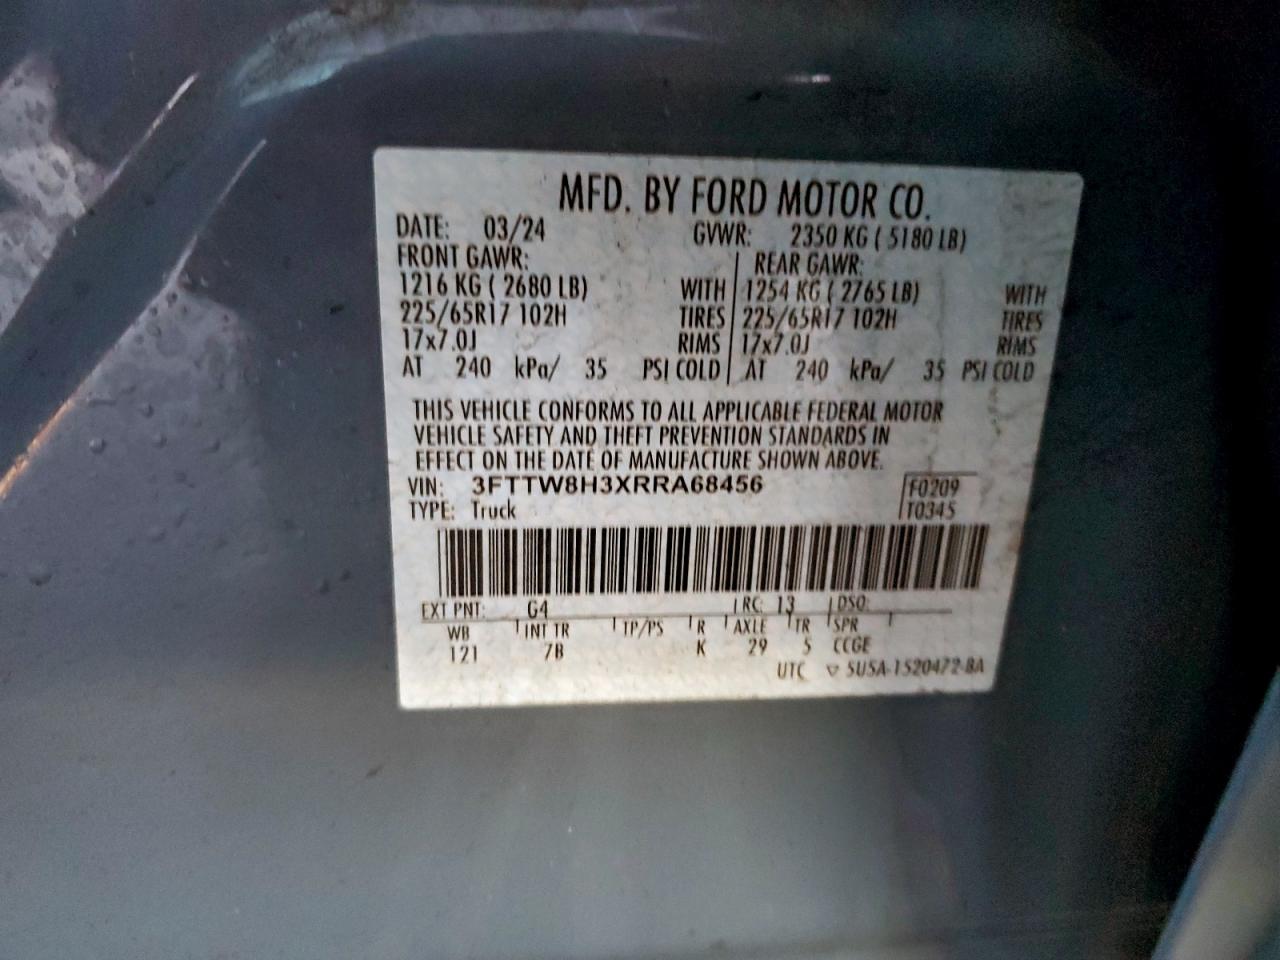 MFD. BY FORD MOTOR CO.
DATE: 03/24 GVWR: 2350 KG ( 5180 LB)
FRONT GAWR: REAR GAWR:
1216 KG ( 2680 LB) WITH 1254 KG ( 2765 LB) WITH
225/65R17 102H TIRES 225/65R17 102H TIRES
17x7.0J RIMS 17x7.0J RIMS
AT 240 kPa/ 35 PSI COLD AT 240 kPa/ 35 PSI COLD
THIS VEHICLE CONFORMS TO ALL APPLICABLE FEDERAL MOTOR
VEHICLE SAFETY AND THEFT PREVENTION STANDARDS IN
EFFECT ON THE DATE OF MANUFACTURE SHOWN ABOVE.
VIN: 3FTTW8H3XRRA68456 F0209
TYPE: Truck T0345
EXT PNT: G4 RC: 13 DSO:
WB INT TR TP/PS R AXLE TR SPR
121 7B K 29 5 CCGE
UTC ▽ 5U5A-1520472-BA